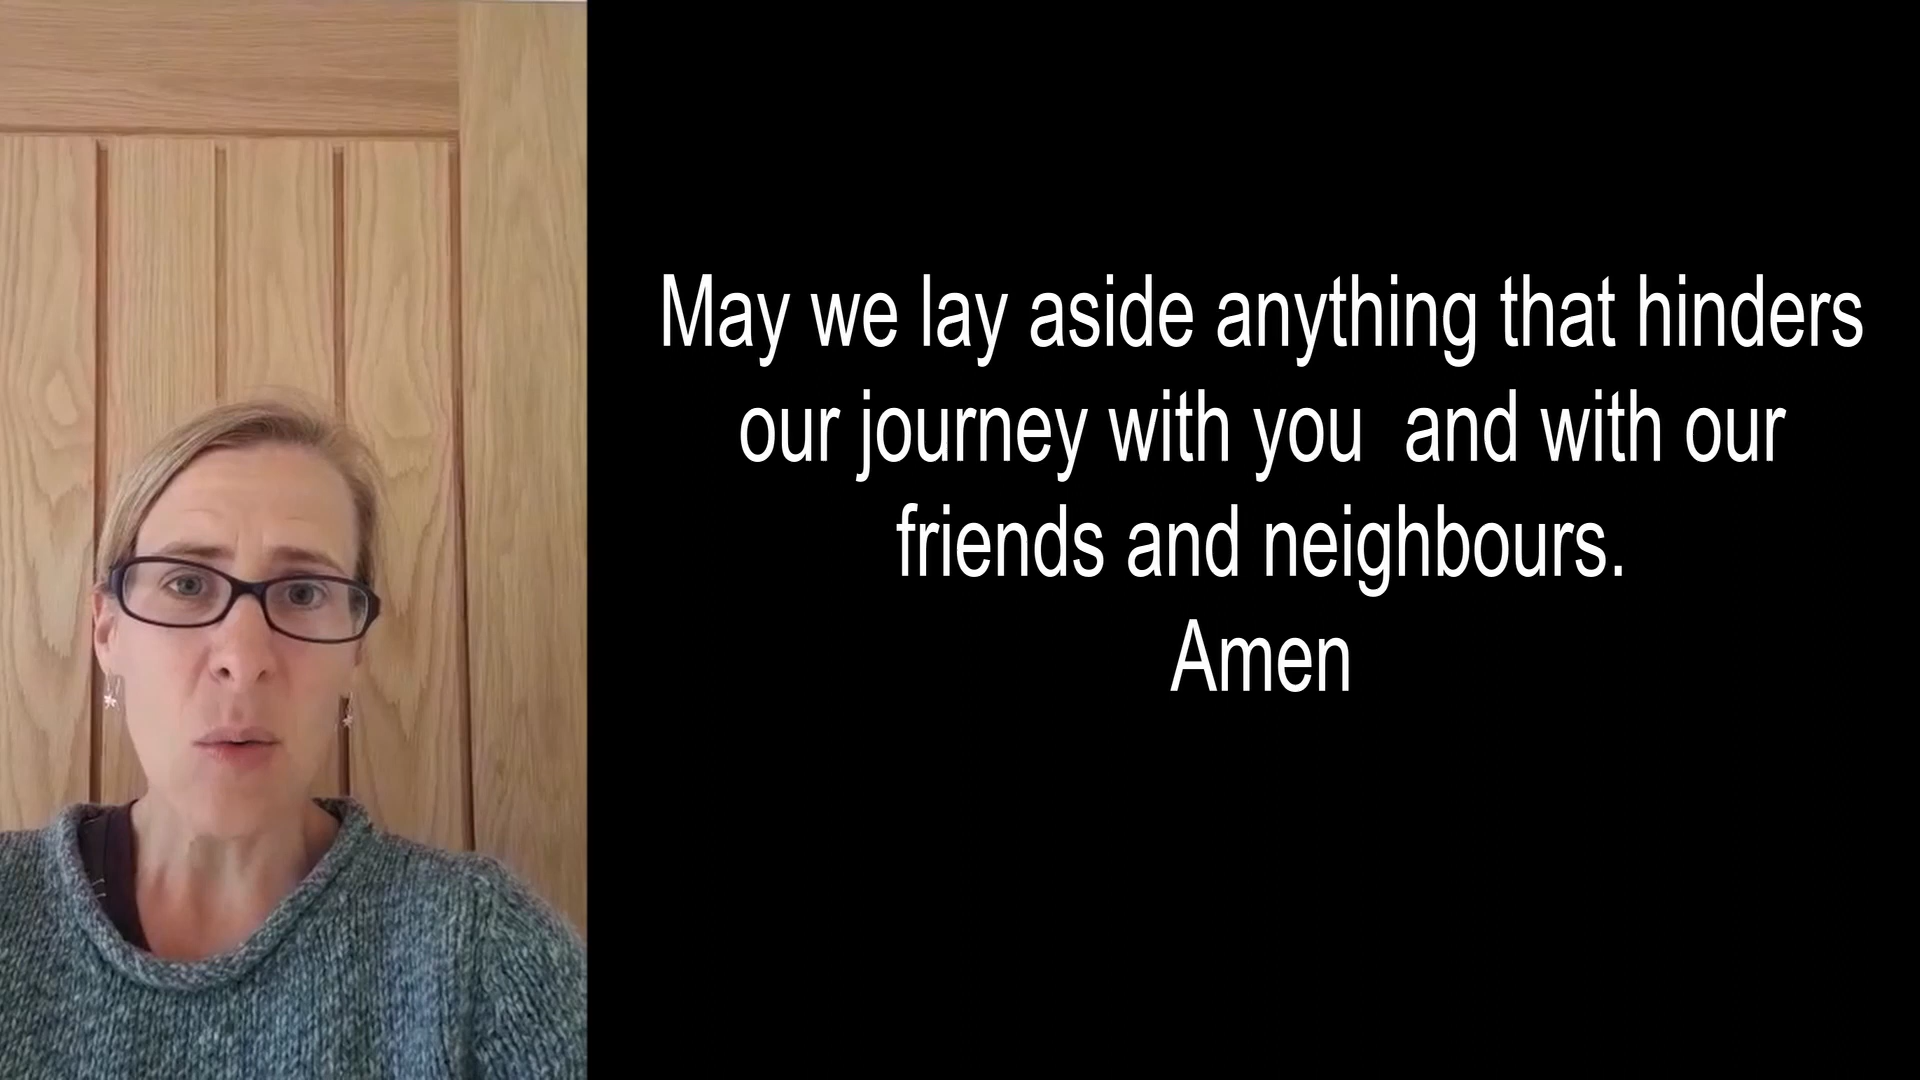 May we lay aside anything that hinders
our journey with you  and with our
friends and neighbours.
Amen